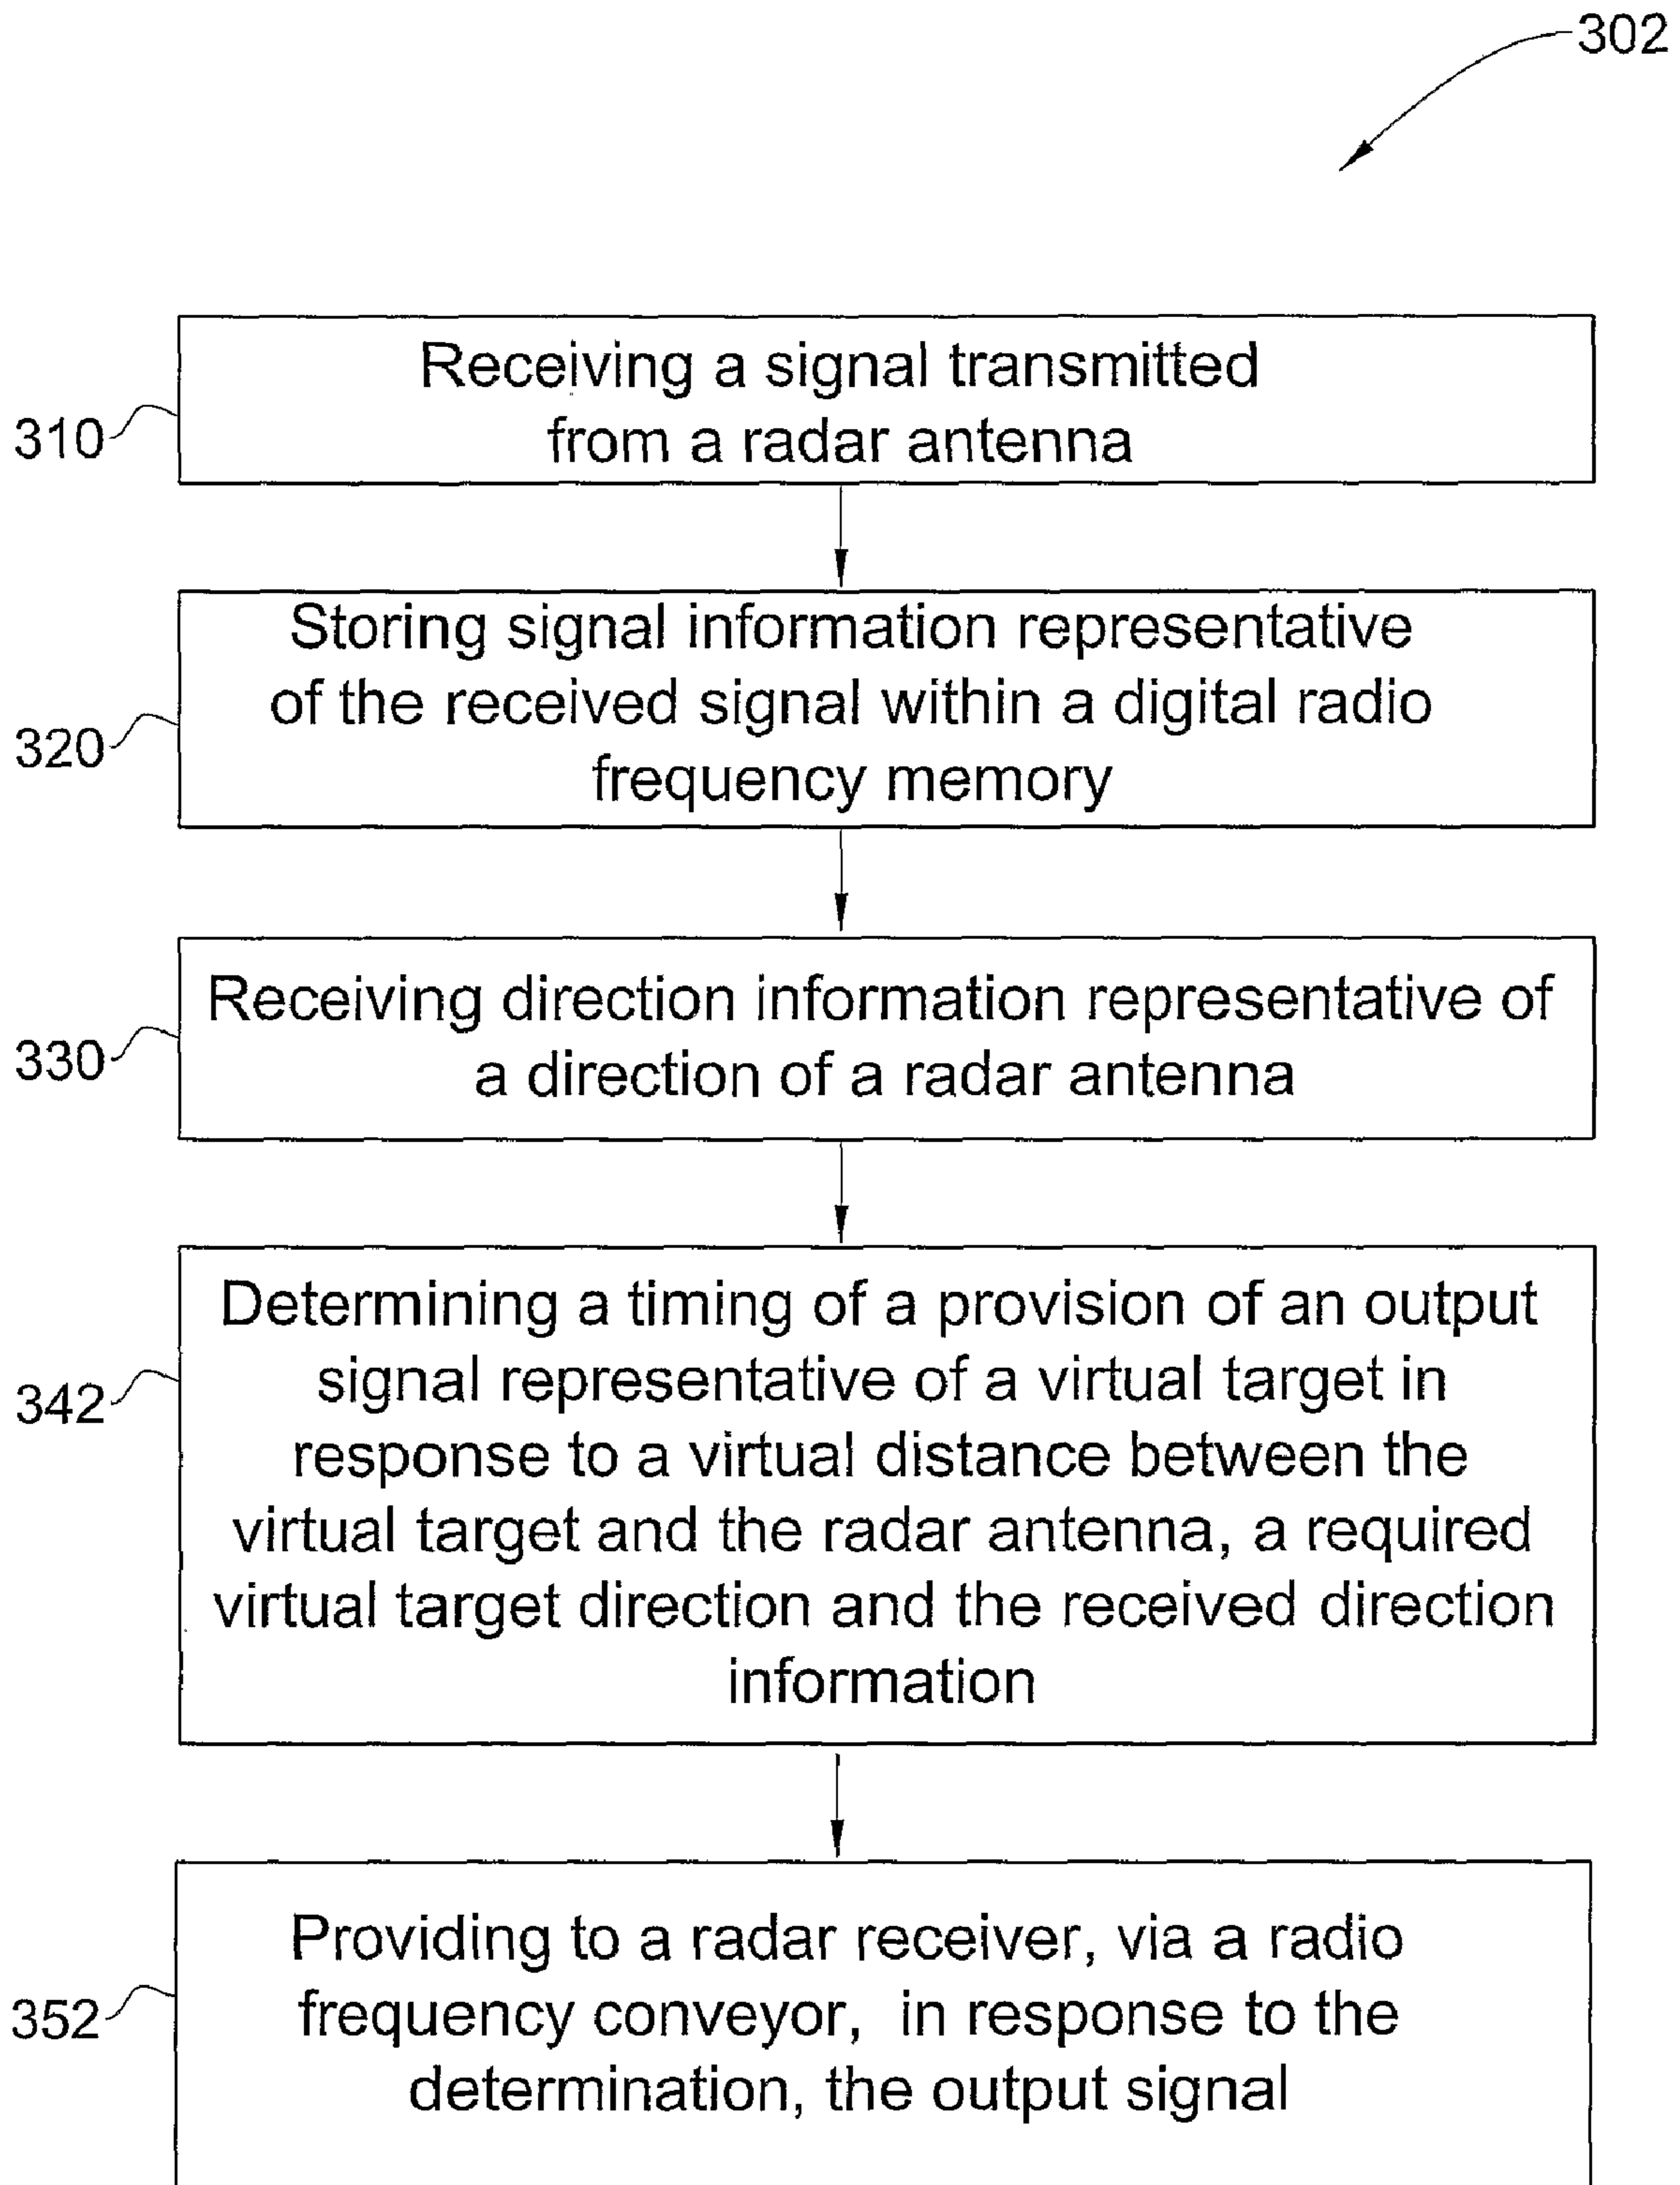 302
310
Receiving a signal transmitted
from a radar antenna
320
Storing signal information representative
of the received signal within a digital radio
frequency memory
330
Receiving direction information representative of
a direction of a radar antenna
342
Determining a timing of a provision of an output
signal representative of a virtual target in
response to a virtual distance between the
virtual target and the radar antenna, a required
virtual target direction and the received direction
information
352
Providing to a radar receiver, via a radio
frequency conveyor, in response to the
determination, the output signal